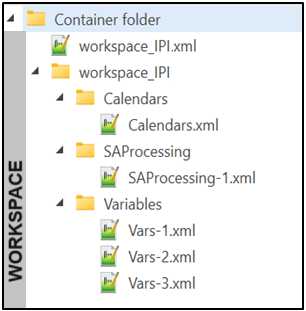 Container folder
workspace_IPI.xml
workspace_IPI
Calendars
Calendars.xml
SAProcessing
SAProcessing-1.xml
Variables
Vars-1.xml
Vars-2.xml
Vars-3.xml
WORKSPACE